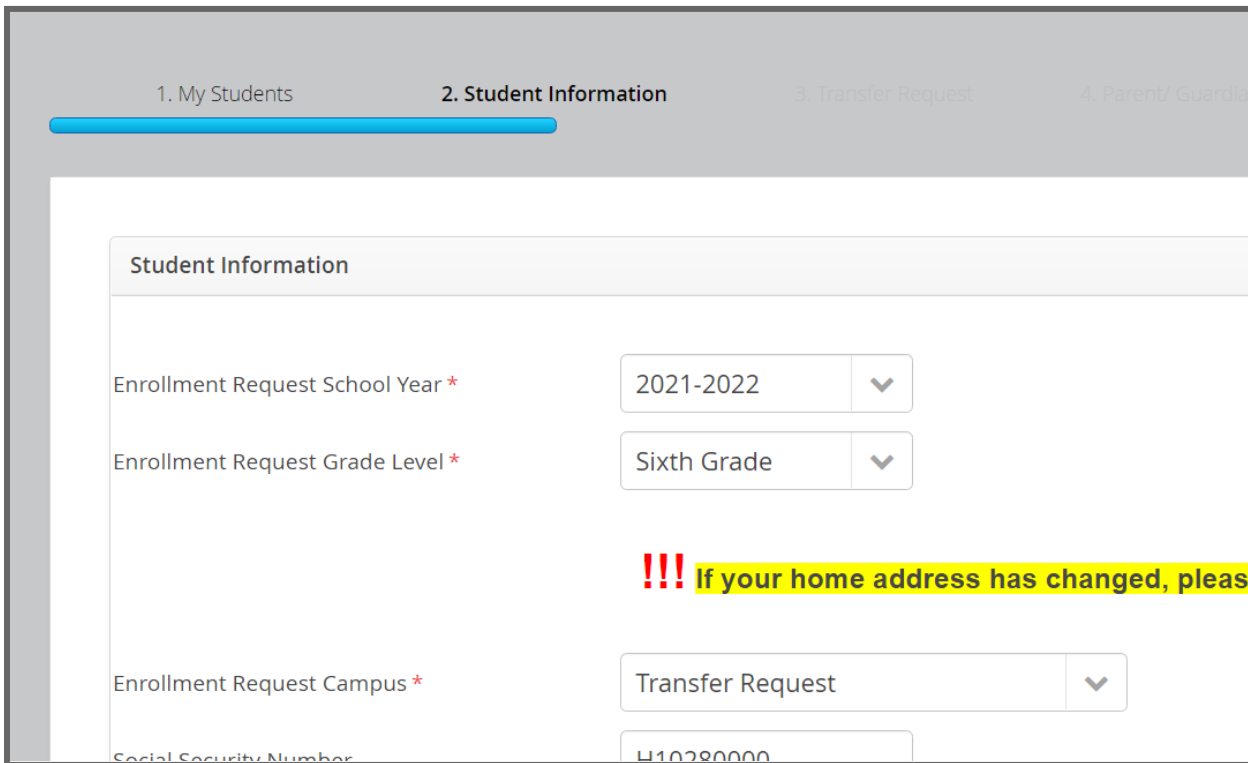 1. My Students 2. Student Information 3. Transfer Request 4. Parent/
Student Information
Enrollment Request School Year * 2021-2022
Enrollment Request Grade Level * Sixth Grade
!!! If your home address has changed,
Enrollment Request Campus * Transfer Request
Social Security Number H10280000